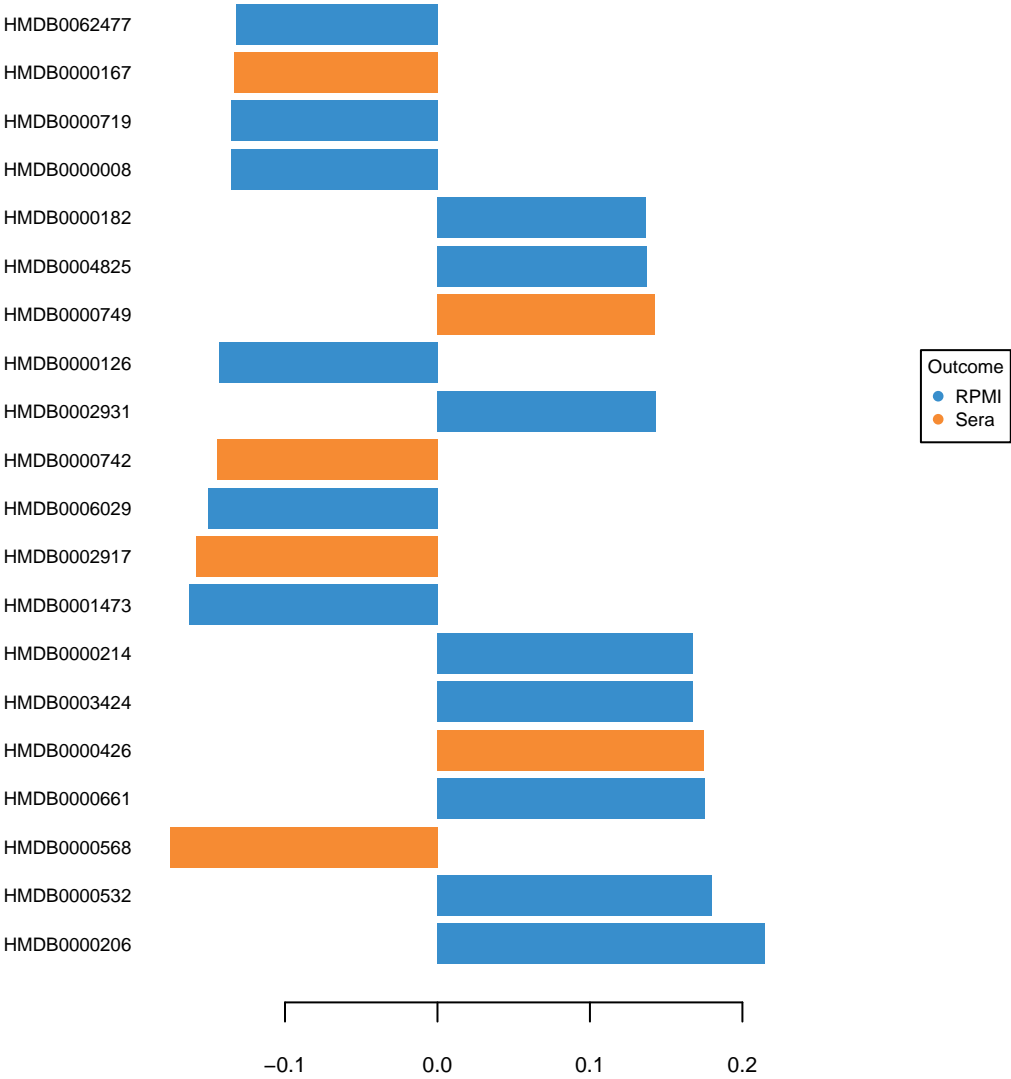 HMDB0062477
HMDB0000167
HMDB0000719
HMDB0000008
HMDB0000182
HMDB0004825
HMDB0000749
HMDB0000126
HMDB0002931
HMDB0000742
HMDB0006029
HMDB0002917
HMDB0001473
HMDB0000214
HMDB0003424
HMDB0000426
HMDB0000661
HMDB0000568
HMDB0000532
HMDB0000206
Outcome
RPMI
Sera
−0.1 0.0 0.1 0.2